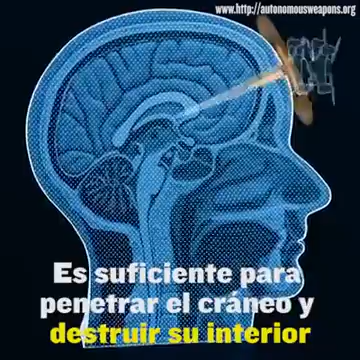 www.http://autonomousweapons.org
Es suficiente para
penetrar el cráneo y
destruir su interior